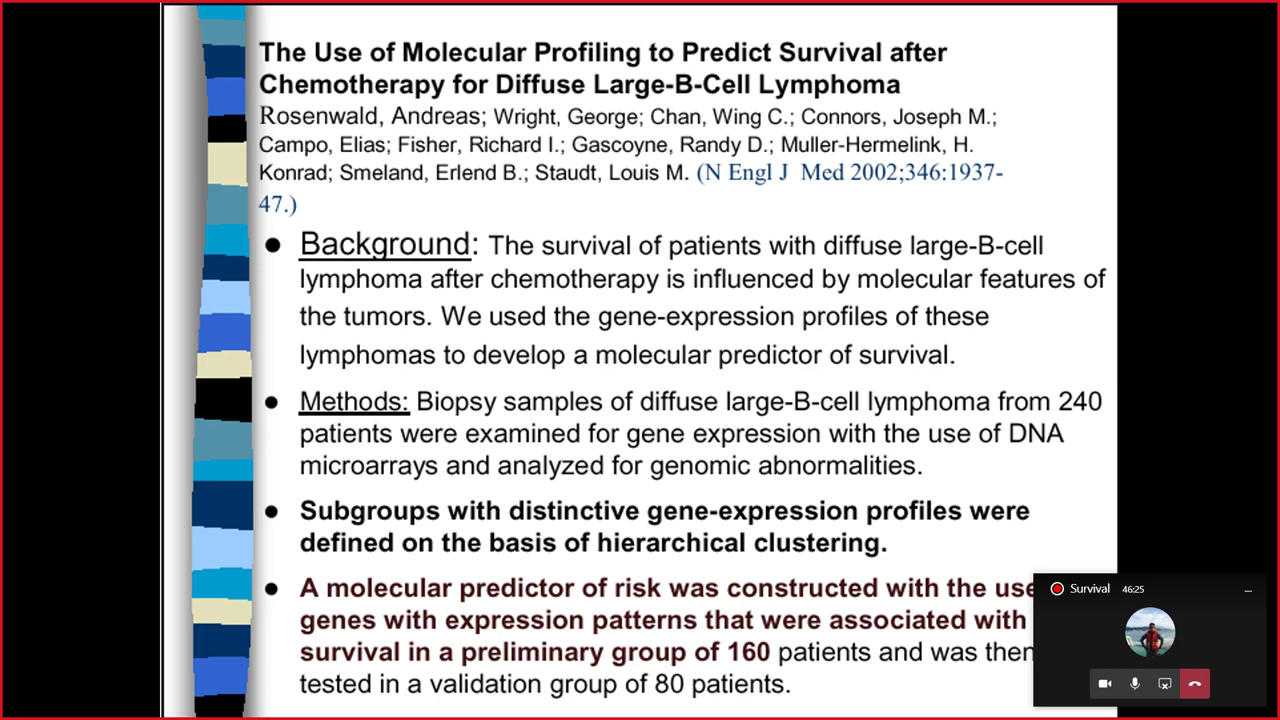 The Use of Molecular Profiling to Predict Survival after
Chemotherapy for Diffuse Large-B-Cell Lymphoma
Rosenwald, Andreas; Wright, George; Chan, Wing C.; Connors, Joseph M.;
Campo, Elias; Fisher, Richard I.; Gascoyne, Randy D.; Muller-Hermelink, H.
Konrad; Smeland, Erlend B.; Staudt, Louis M. (N Engl J Med 2002;346:1937-
47.)
● Background: The survival of patients with diffuse large-B-cell
lymphoma after chemotherapy is influenced by molecular features of
the tumors. We used the gene-expression profiles of these
lymphomas to develop a molecular predictor of survival.
● Methods: Biopsy samples of diffuse large-B-cell lymphoma from 240
patients were examined for gene expression with the use of DNA
microarrays and analyzed for genomic abnormalities.
● Subgroups with distinctive gene-expression profiles were
defined on the basis of hierarchical clustering.
● A molecular predictor of risk was constructed with the use
genes with expression patterns that were associated with
survival in a preliminary group of 160 patients and was then
tested in a validation group of 80 patients.
Survival 46:25